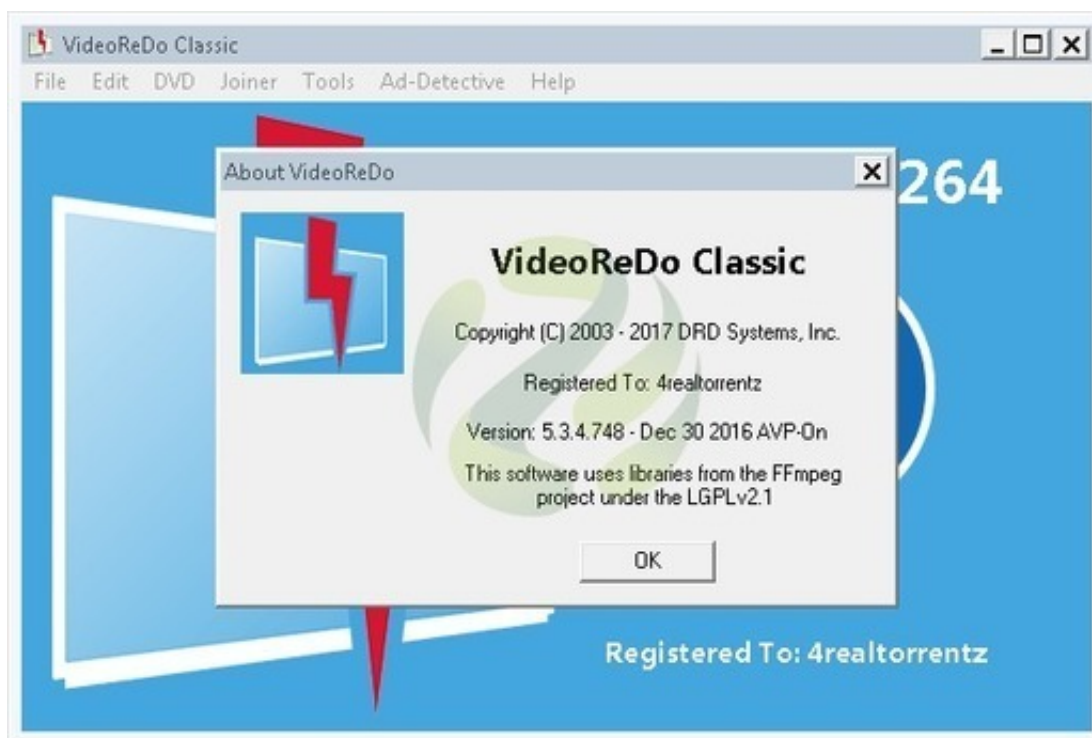 VideoReDo Classic
File Edit DVD Joiner Tools Ad-Detective Help
264
About VideoReDo
VideoReDo Classic
Copyright (C) 2003 - 2017 DRD Systems, Inc.
Registered To: 4realtorrentz
Version: 5.3.4.748 - Dec 30 2016 AVP-On
This software uses libraries from the FFmpeg
project under the LGPLv2.1
OK
Registered To: 4realtorrentz